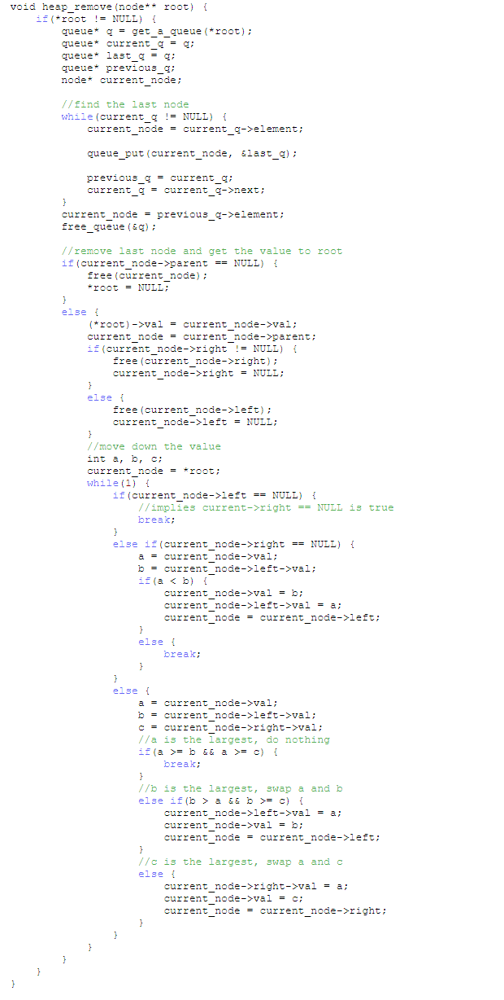 void heap_remove(node** root) {
    if(*root != NULL) {
        queue* q = get_a_queue(*root);
        queue* current_q = q;
        queue* last_q = q;
        queue* previous_q;
        node* current_node;

        //find the last node
        while(current_q != NULL) {
            current_node = current_q->element;

            queue_put(current_node, &last_q);

            previous_q = current_q;
            current_q = current_q->next;
        }
        current_node = previous_q->element;
        free_queue(&q);

        //remove last node and get the value to root
        if(current_node->parent == NULL) {
            free(current_node);
            *root = NULL;
        }
        else {
            (*root)->val = current_node->val;
            current_node = current_node->parent;
            if(current_node->right != NULL) {
                free(current_node->right);
                current_node->right = NULL;
            }
            else {
                free(current_node->left);
                current_node->left = NULL;
            }
            //move down the value
            int a, b, c;
            current_node = *root;
            while(1) {
                if(current_node->left == NULL) {
                    //implies current->right == NULL is true
                    break;
                }
                else if(current_node->right == NULL) {
                    a = current_node->val;
                    b = current_node->left->val;
                    if(a < b) {
                        current_node->val = b;
                        current_node->left->val = a;
                        current_node = current_node->left;
                    }
                    else {
                        break;
                    }
                }
                else {
                    a = current_node->val;
                    b = current_node->left->val;
                    c = current_node->right->val;
                    //a is the largest, do nothing
                    if(a >= b && a >= c) {
                        break;
                    }
                    //b is the largest, swap a and b
                    else if(b > a && b >= c) {
                        current_node->left->val = a;
                        current_node->val = b;
                        current_node = current_node->left;
                    }
                    //c is the largest, swap a and c
                    else {
                        current_node->right->val = a;
                        current_node->val = c;
                        current_node = current_node->right;
                    }
                }
            }
        }
    }
}